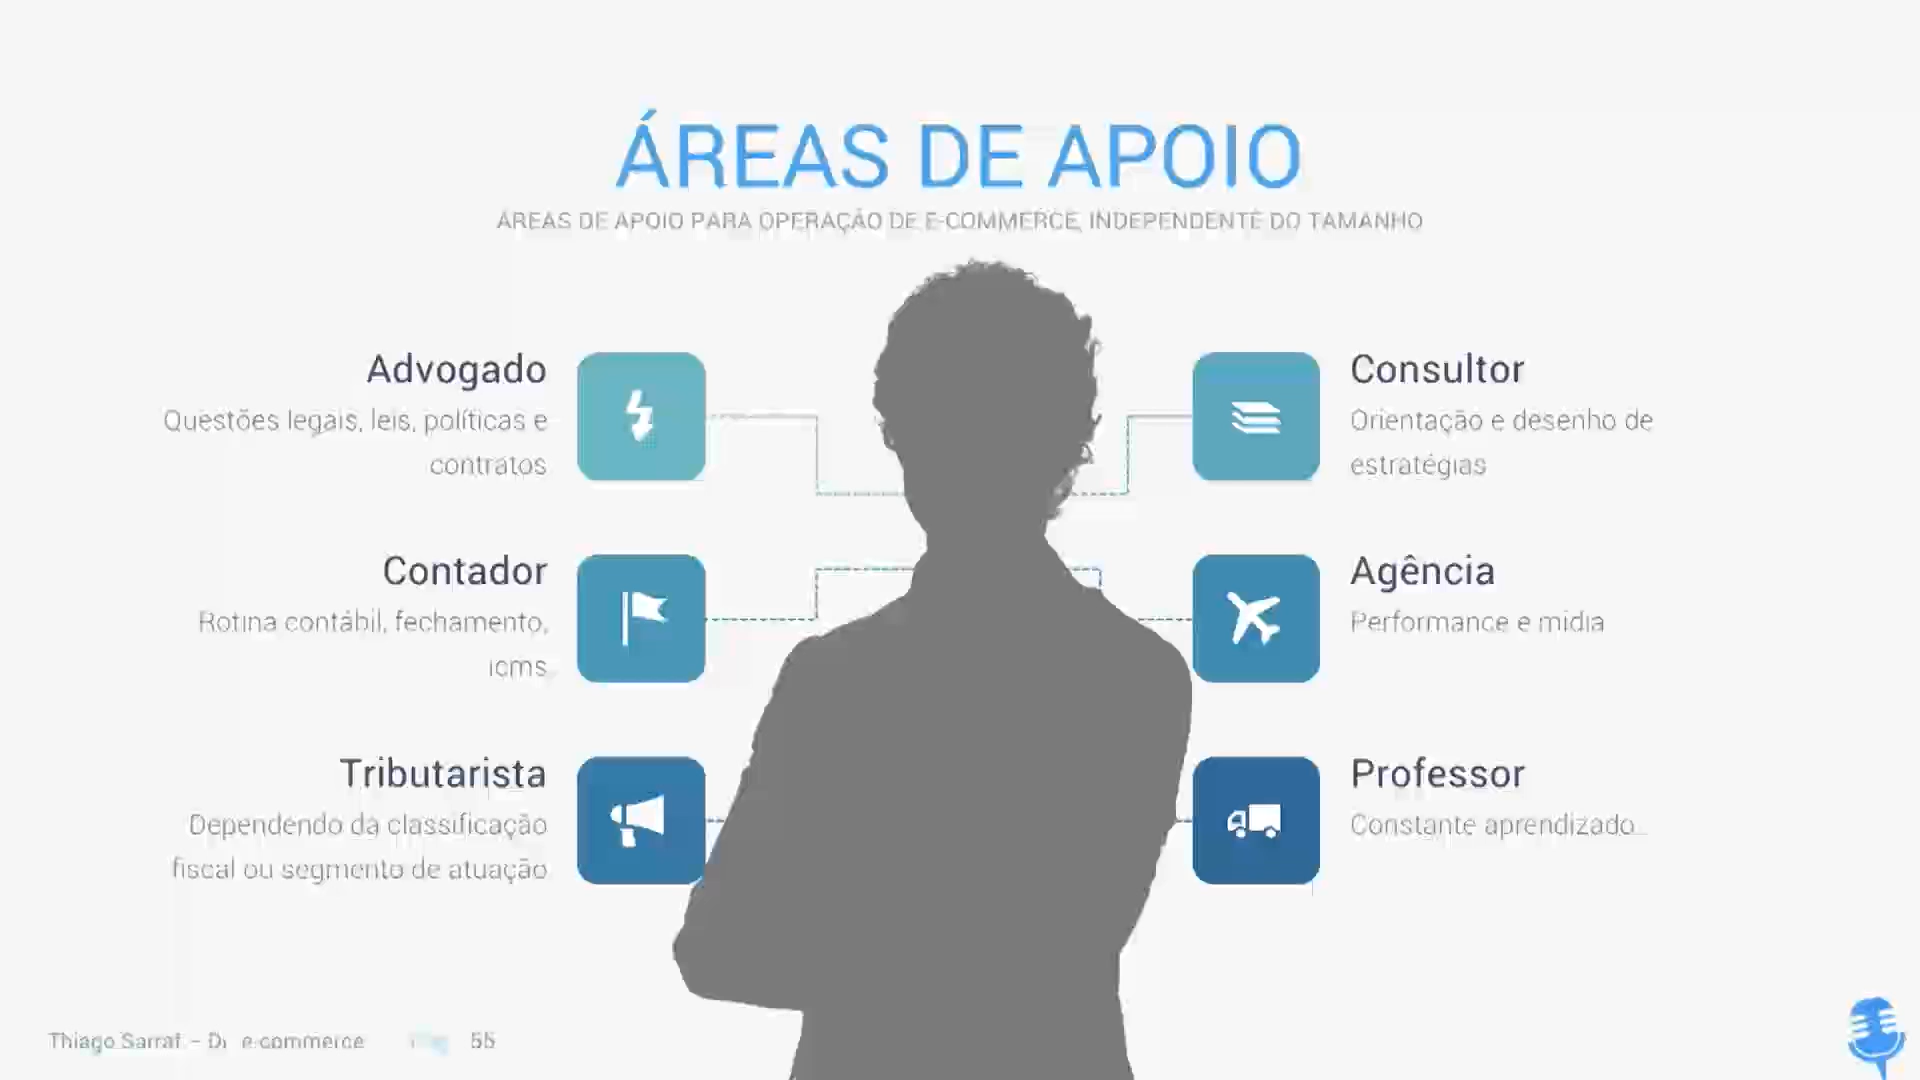 ÁREAS DE APOIO
ÁREAS DE APOIO PARA OPERAÇÃO DE E-COMMERCE, INDEPENDENTE DO TAMANHO
Advogado
Questões legais, leis, políticas e
contratos
Contador
Rotina contábil, fechamento,
icms.
Tributarista
Dependendo da classificação
fiscal ou segmento de atuação
Consultor
Orientação e desenho de
estratégias
Agência
Performance e midia
Professor
Constante aprendizado...
Thiago Sarraf - Dr. e-commerce 55